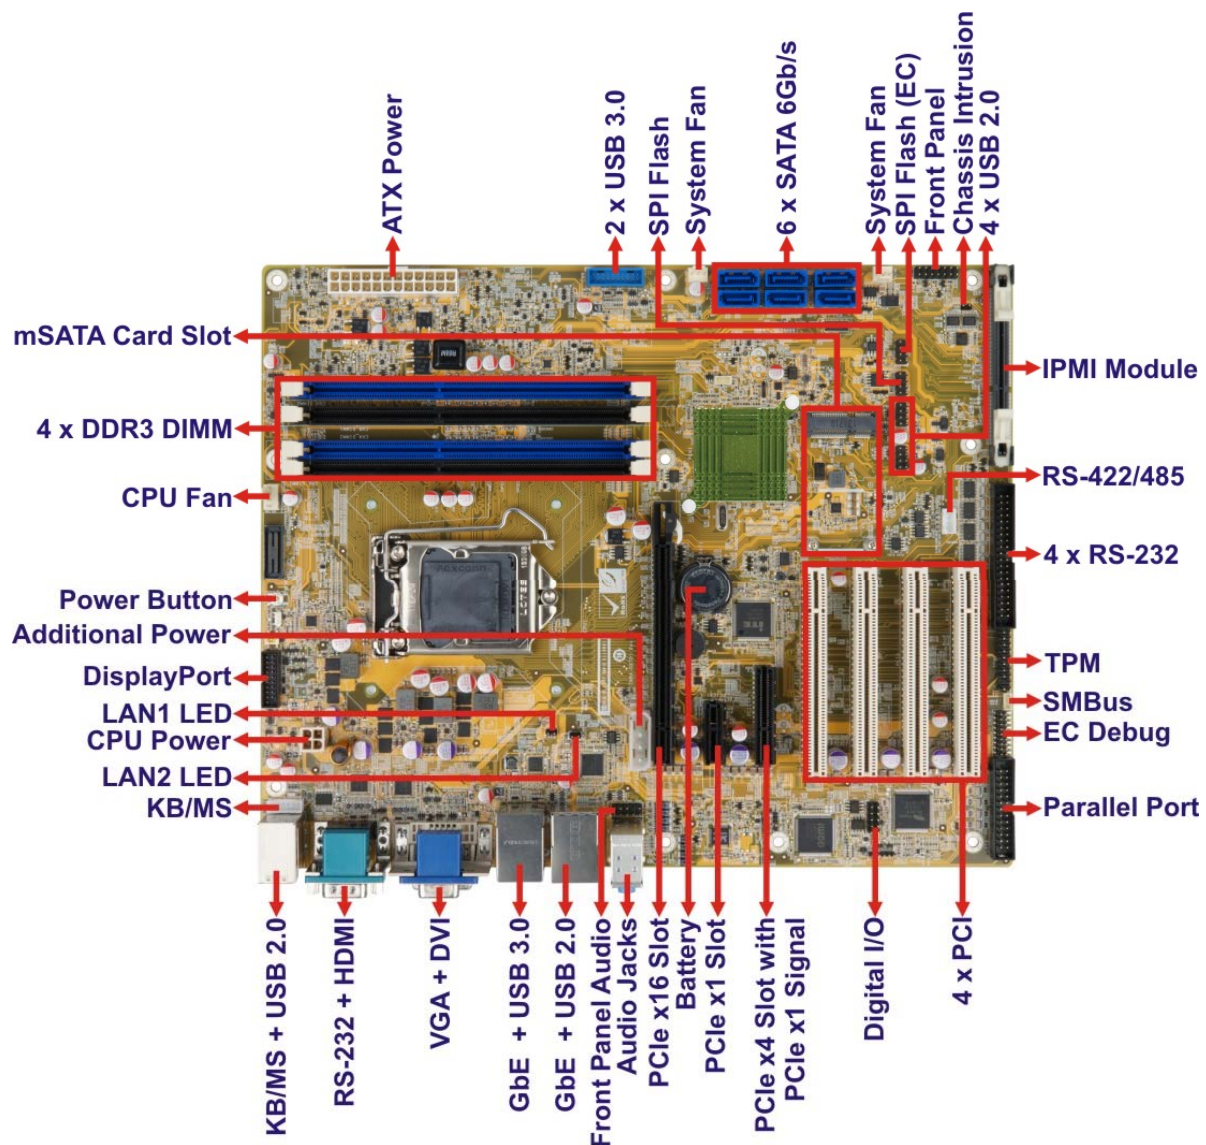 ATX Power
2 x USB 3.0
SPI Flash
System Fan
6 x SATA 6Gb/s
System Fan
SPI Flash (EC)
Front Panel
Chassis Intrusion
4 x USB 2.0
mSATA Card Slot
4 x DDR3 DIMM
CPU Fan
Power Button
Additional Power
DisplayPort
LAN1 LED
CPU Power
LAN2 LED
KB/MS
IPMI Module
RS-422/485
4 x RS-232
TPM
SMBus
EC Debug
Parallel Port
KB/MS + USB 2.0
RS-232 + HDMI
VGA + DVI
GbE + USB 3.0
GbE + USB 2.0
Front Panel Audio
Audio Jacks
PCIe x16 Slot
Battery
PCIe x1 Slot
PCIe x4 Slot with
PCIe x1 Signal
Digital I/O
4 x PCI